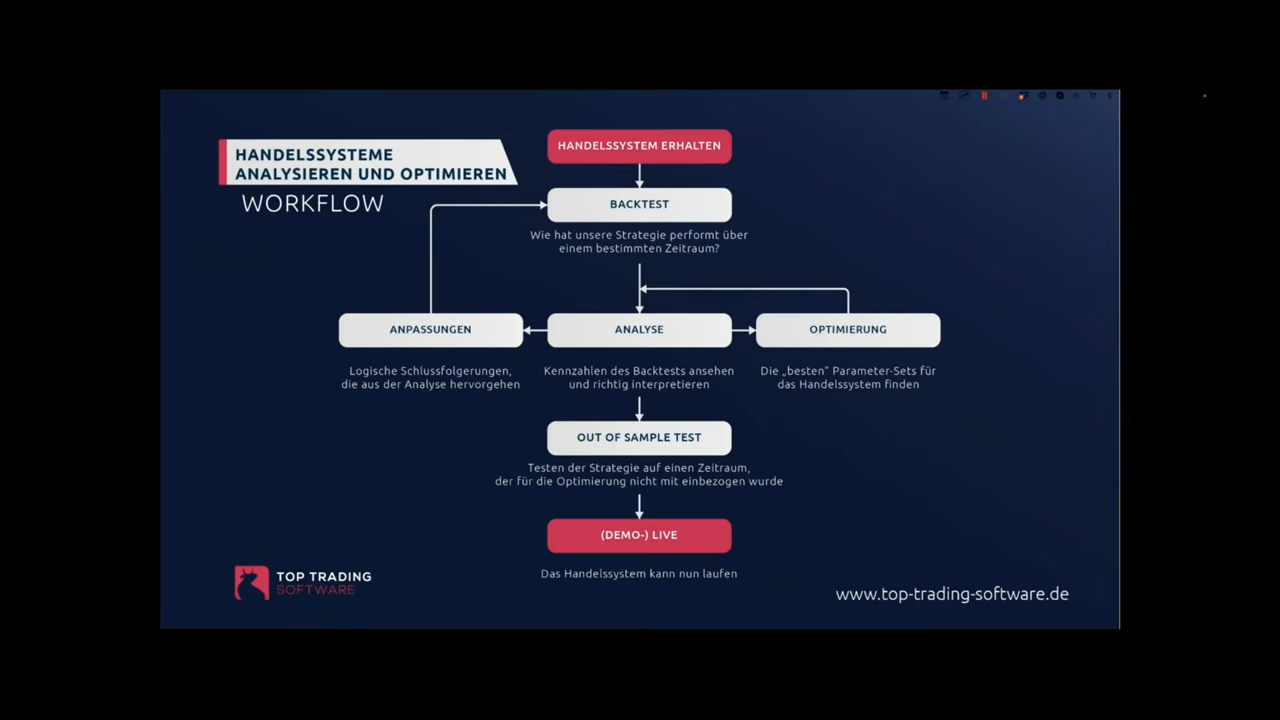 HANDELSSYSTEME
ANALYSIEREN UND OPTIMIEREN
WORKFLOW
HANDELSSYSTEM ERHALTEN
BACKTEST
Wie hat unsere Strategie performt über
einem bestimmten Zeitraum?
ANPASSUNGEN
Logische Schlussfolgerungen,
die aus der Analyse hervorgehen
ANALYSE
Kennzahlen des Backtests ansehen
und richtig interpretieren
OPTIMIERUNG
Die „besten" Parameter-Sets für
das Handelssystem finden
OUT OF SAMPLE TEST
Testen der Strategie auf einen Zeitraum,
der für die Optimierung nicht mit einbezogen wurde
(DEMO-) LIVE
Das Handelssystem kann nun laufen
TOP TRADING
SOFTWARE
www.top-trading-software.de